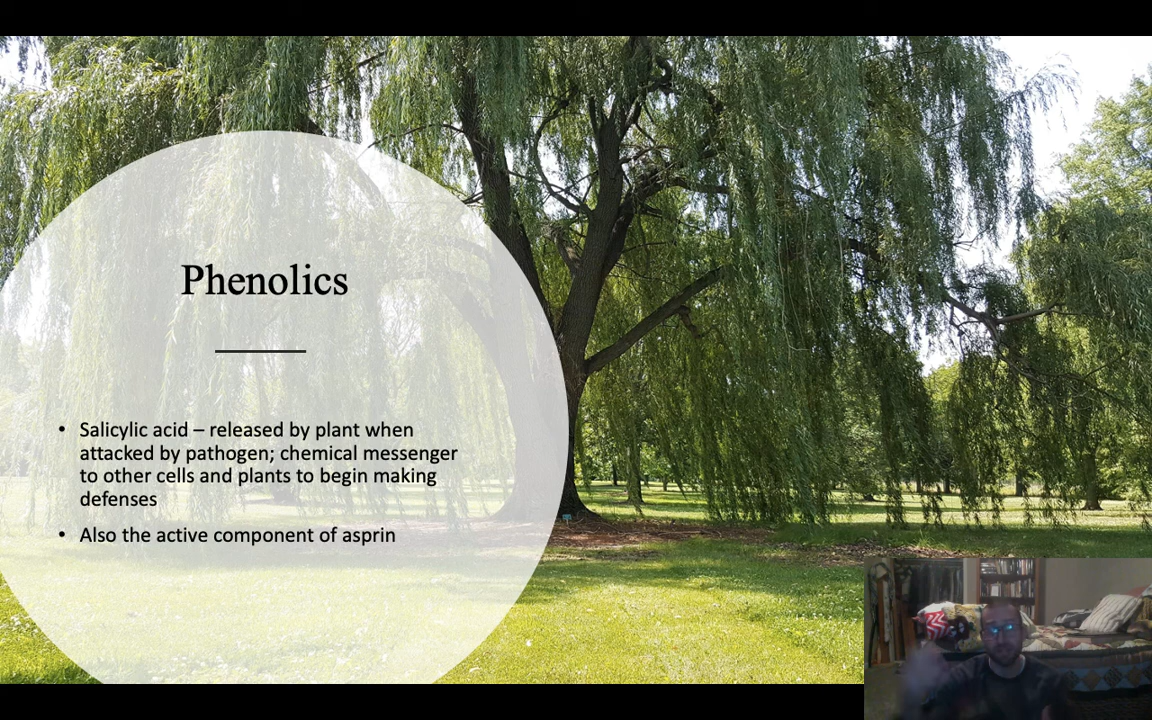 Phenolics
• Salicylic acid – released by plant when
attacked by pathogen; chemical messenger
to other cells and plants to begin making
defenses
• Also the active component of asprin